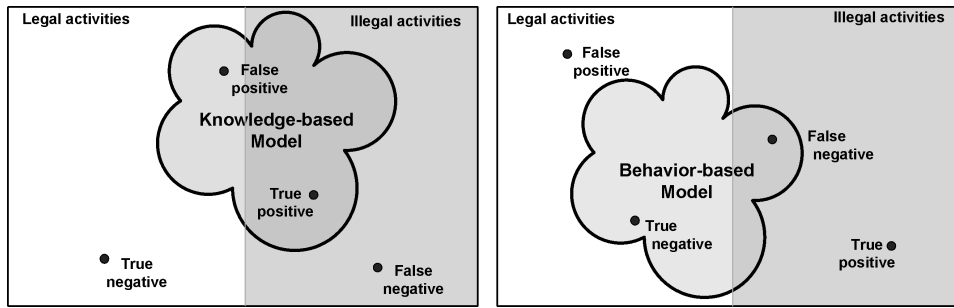 Legal activities
Illegal activities
False
positive
Knowledge-based
Model
True
positive
True
negative
False
negative
Legal activities
Illegal activities
False
positive
False
negative
Behavior-based
Model
True
negative
True
positive